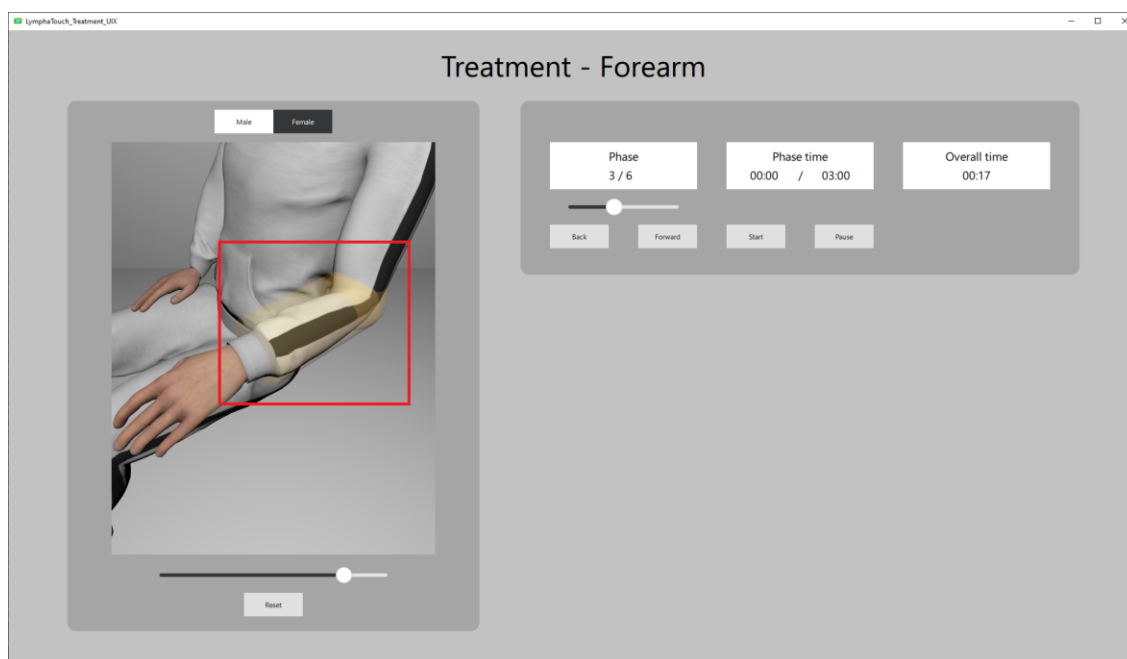 LymphaTouch_Treatment_UIX
Treatment - Forearm
Male Female
Phase
3 / 6
Phase time
00:00 / 03:00
Overall time
00:17
Back Forward Start Pause
Reset